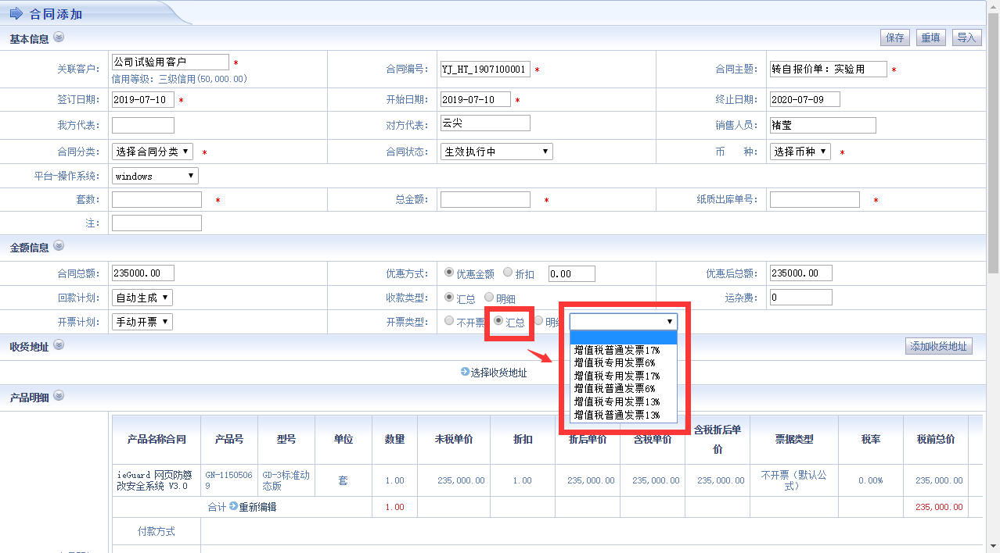 合同添加
基本信息
保存 重填 导入
关联客户： 公司试验用客户 * 合同编号： YJ_HT_1907100001 * 合同主题： 转自报价单：实验用 *
信用等级：三级信用(50,000.00)
签订日期： 2019-07-10 * 开始日期： 2019-07-10 * 终止日期： 2020-07-09
我方代表： 对方代表： 云尖 销售人员： 褚莹
合同分类： 选择合同分类 * 合同状态： 生效执行中 币 种： 选择币种 *
平台-操作系统： windows
套数： * 总金额： * 纸质出库单号： *
注：
金额信息
合同总额： 235000.00 优惠方式： 优惠金额 折扣 0.00 优惠后总额： 235000.00
回款计划： 自动生成 收款类型： 汇总 明细 运杂费： 0
开票计划： 手动开票 开票类型： 不开票 汇总 明细
增值税普通发票17%
增值税专用发票6%
增值税专用发票17%
增值税普通发票6%
增值税专用发票13%
增值税普通发票13%
收货地址 添加收货地址
选择收货地址
产品明细
产品名称合同 产品号 型号 单位 数量 未税单价 折扣 折后单价 含税单价 含税折后单价 票据类型 税率 税前总价
ieGuard 网页防篡改安全系统 V3.0 GN-11505069 GD-3标准动态版 套 1.00 235,000.00 1.00 235,000.00 235,000.00 235,000.00 不开票（默认公式） 0.00% 235,000.00
合计 重新编辑 1.00 235,000.00
付款方式